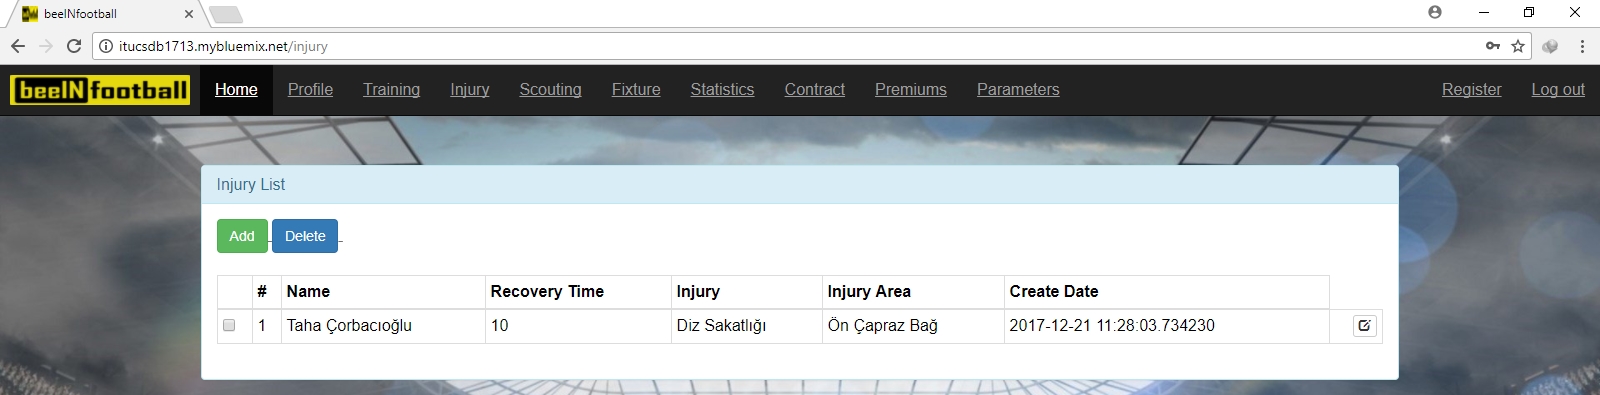 beeINfootball
itucsdb1713.mybluemix.net/injury
beeINfootball Home Profile Training Injury Scouting Fixture Statistics Contract Premiums Parameters Register Log out
Injury List
Add Delete
# Name Recovery Time Injury Injury Area Create Date
1 Taha Çorbacıoğlu 10 Diz Sakatlığı Ön Çapraz Bağ 2017-12-21 11:28:03.734230